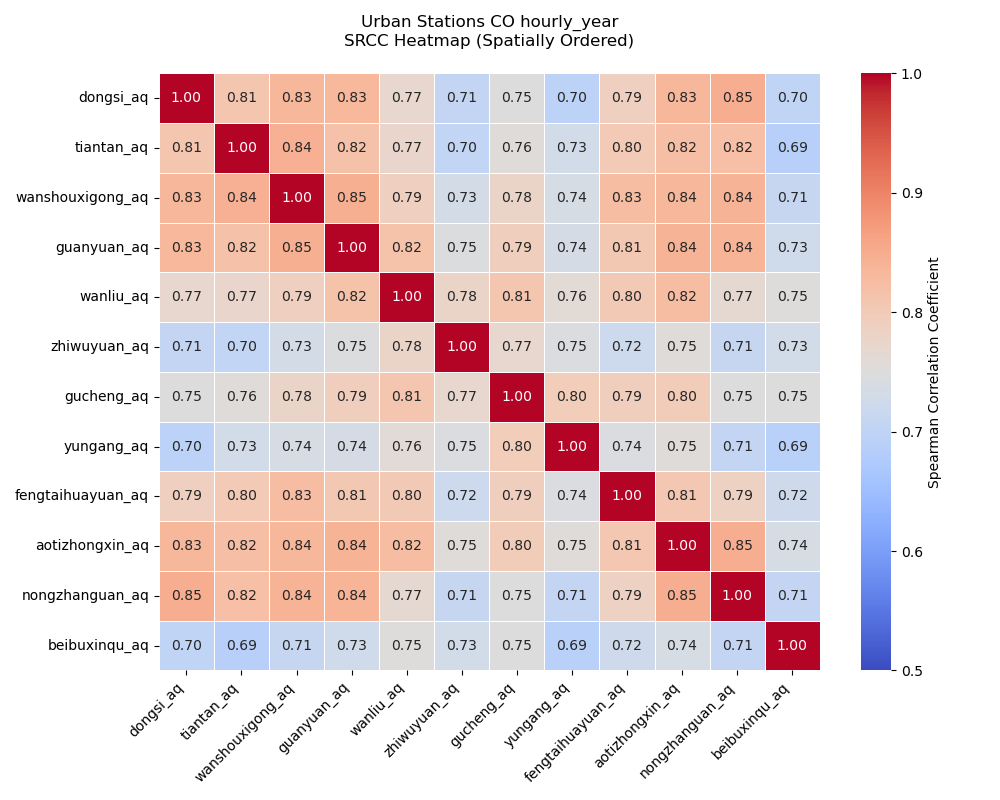 Urban Stations CO hourly_year
SRCC Heatmap (Spatially Ordered)
dongsi_aq 1.00 0.81 0.83 0.83 0.77 0.71 0.75 0.70 0.79 0.83 0.85 0.70
tiantan_aq 0.81 1.00 0.84 0.82 0.77 0.70 0.76 0.73 0.80 0.82 0.82 0.69
wanshouxigong_aq 0.83 0.84 1.00 0.85 0.79 0.73 0.78 0.74 0.83 0.84 0.84 0.71
guanyuan_aq 0.83 0.82 0.85 1.00 0.82 0.75 0.79 0.74 0.81 0.84 0.84 0.73
wanliu_aq 0.77 0.77 0.79 0.82 1.00 0.78 0.81 0.76 0.80 0.82 0.77 0.75
zhiwuyuan_aq 0.71 0.70 0.73 0.75 0.78 1.00 0.77 0.75 0.72 0.75 0.71 0.73
gucheng_aq 0.75 0.76 0.78 0.79 0.81 0.77 1.00 0.80 0.79 0.80 0.75 0.75
yungang_aq 0.70 0.73 0.74 0.74 0.76 0.75 0.80 1.00 0.74 0.75 0.71 0.69
fengtaihuayuan_aq 0.79 0.80 0.83 0.81 0.80 0.72 0.79 0.74 1.00 0.81 0.79 0.72
aotizhongxin_aq 0.83 0.82 0.84 0.84 0.82 0.75 0.80 0.75 0.81 1.00 0.85 0.74
nongzhanguan_aq 0.85 0.82 0.84 0.84 0.77 0.71 0.75 0.71 0.79 0.85 1.00 0.71
beibuxinqu_aq 0.70 0.69 0.71 0.73 0.75 0.73 0.75 0.69 0.72 0.74 0.71 1.00
dongsi_aq
tiantan_aq
wanshouxigong_aq
guanyuan_aq
wanliu_aq
zhiwuyuan_aq
gucheng_aq
yungang_aq
fengtaihuayuan_aq
aotizhongxin_aq
nongzhanguan_aq
beibuxinqu_aq
1.0
0.9
0.8
0.7
0.6
0.5
Spearman Correlation Coefficient